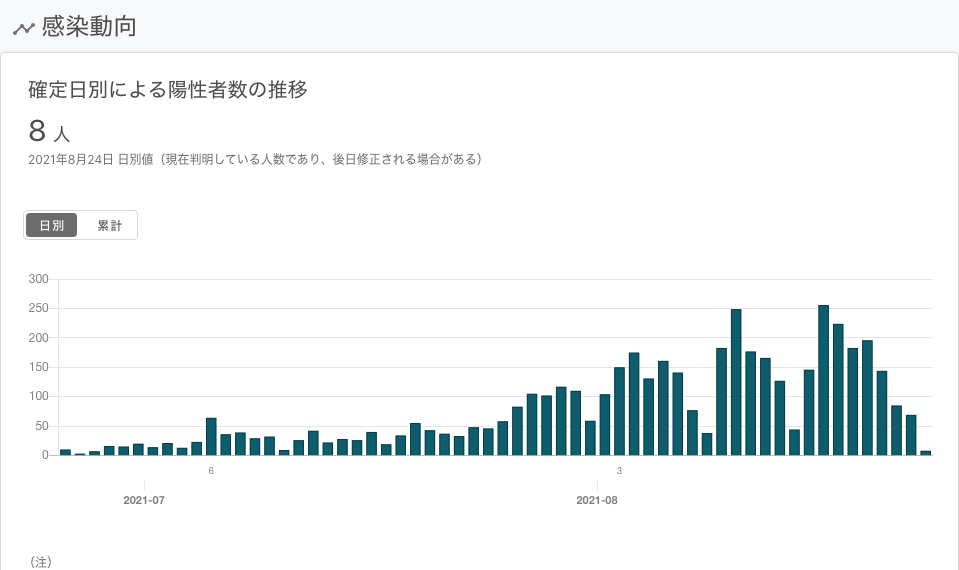 感染動向
確定日別による陽性者数の推移
8 人
2021年8月24日 日別値（現在判明している人数であり、後日修正される場合がある）
日別 累計
300
250
200
150
100
50
0
6 3
2021-07 2021-08
（注）